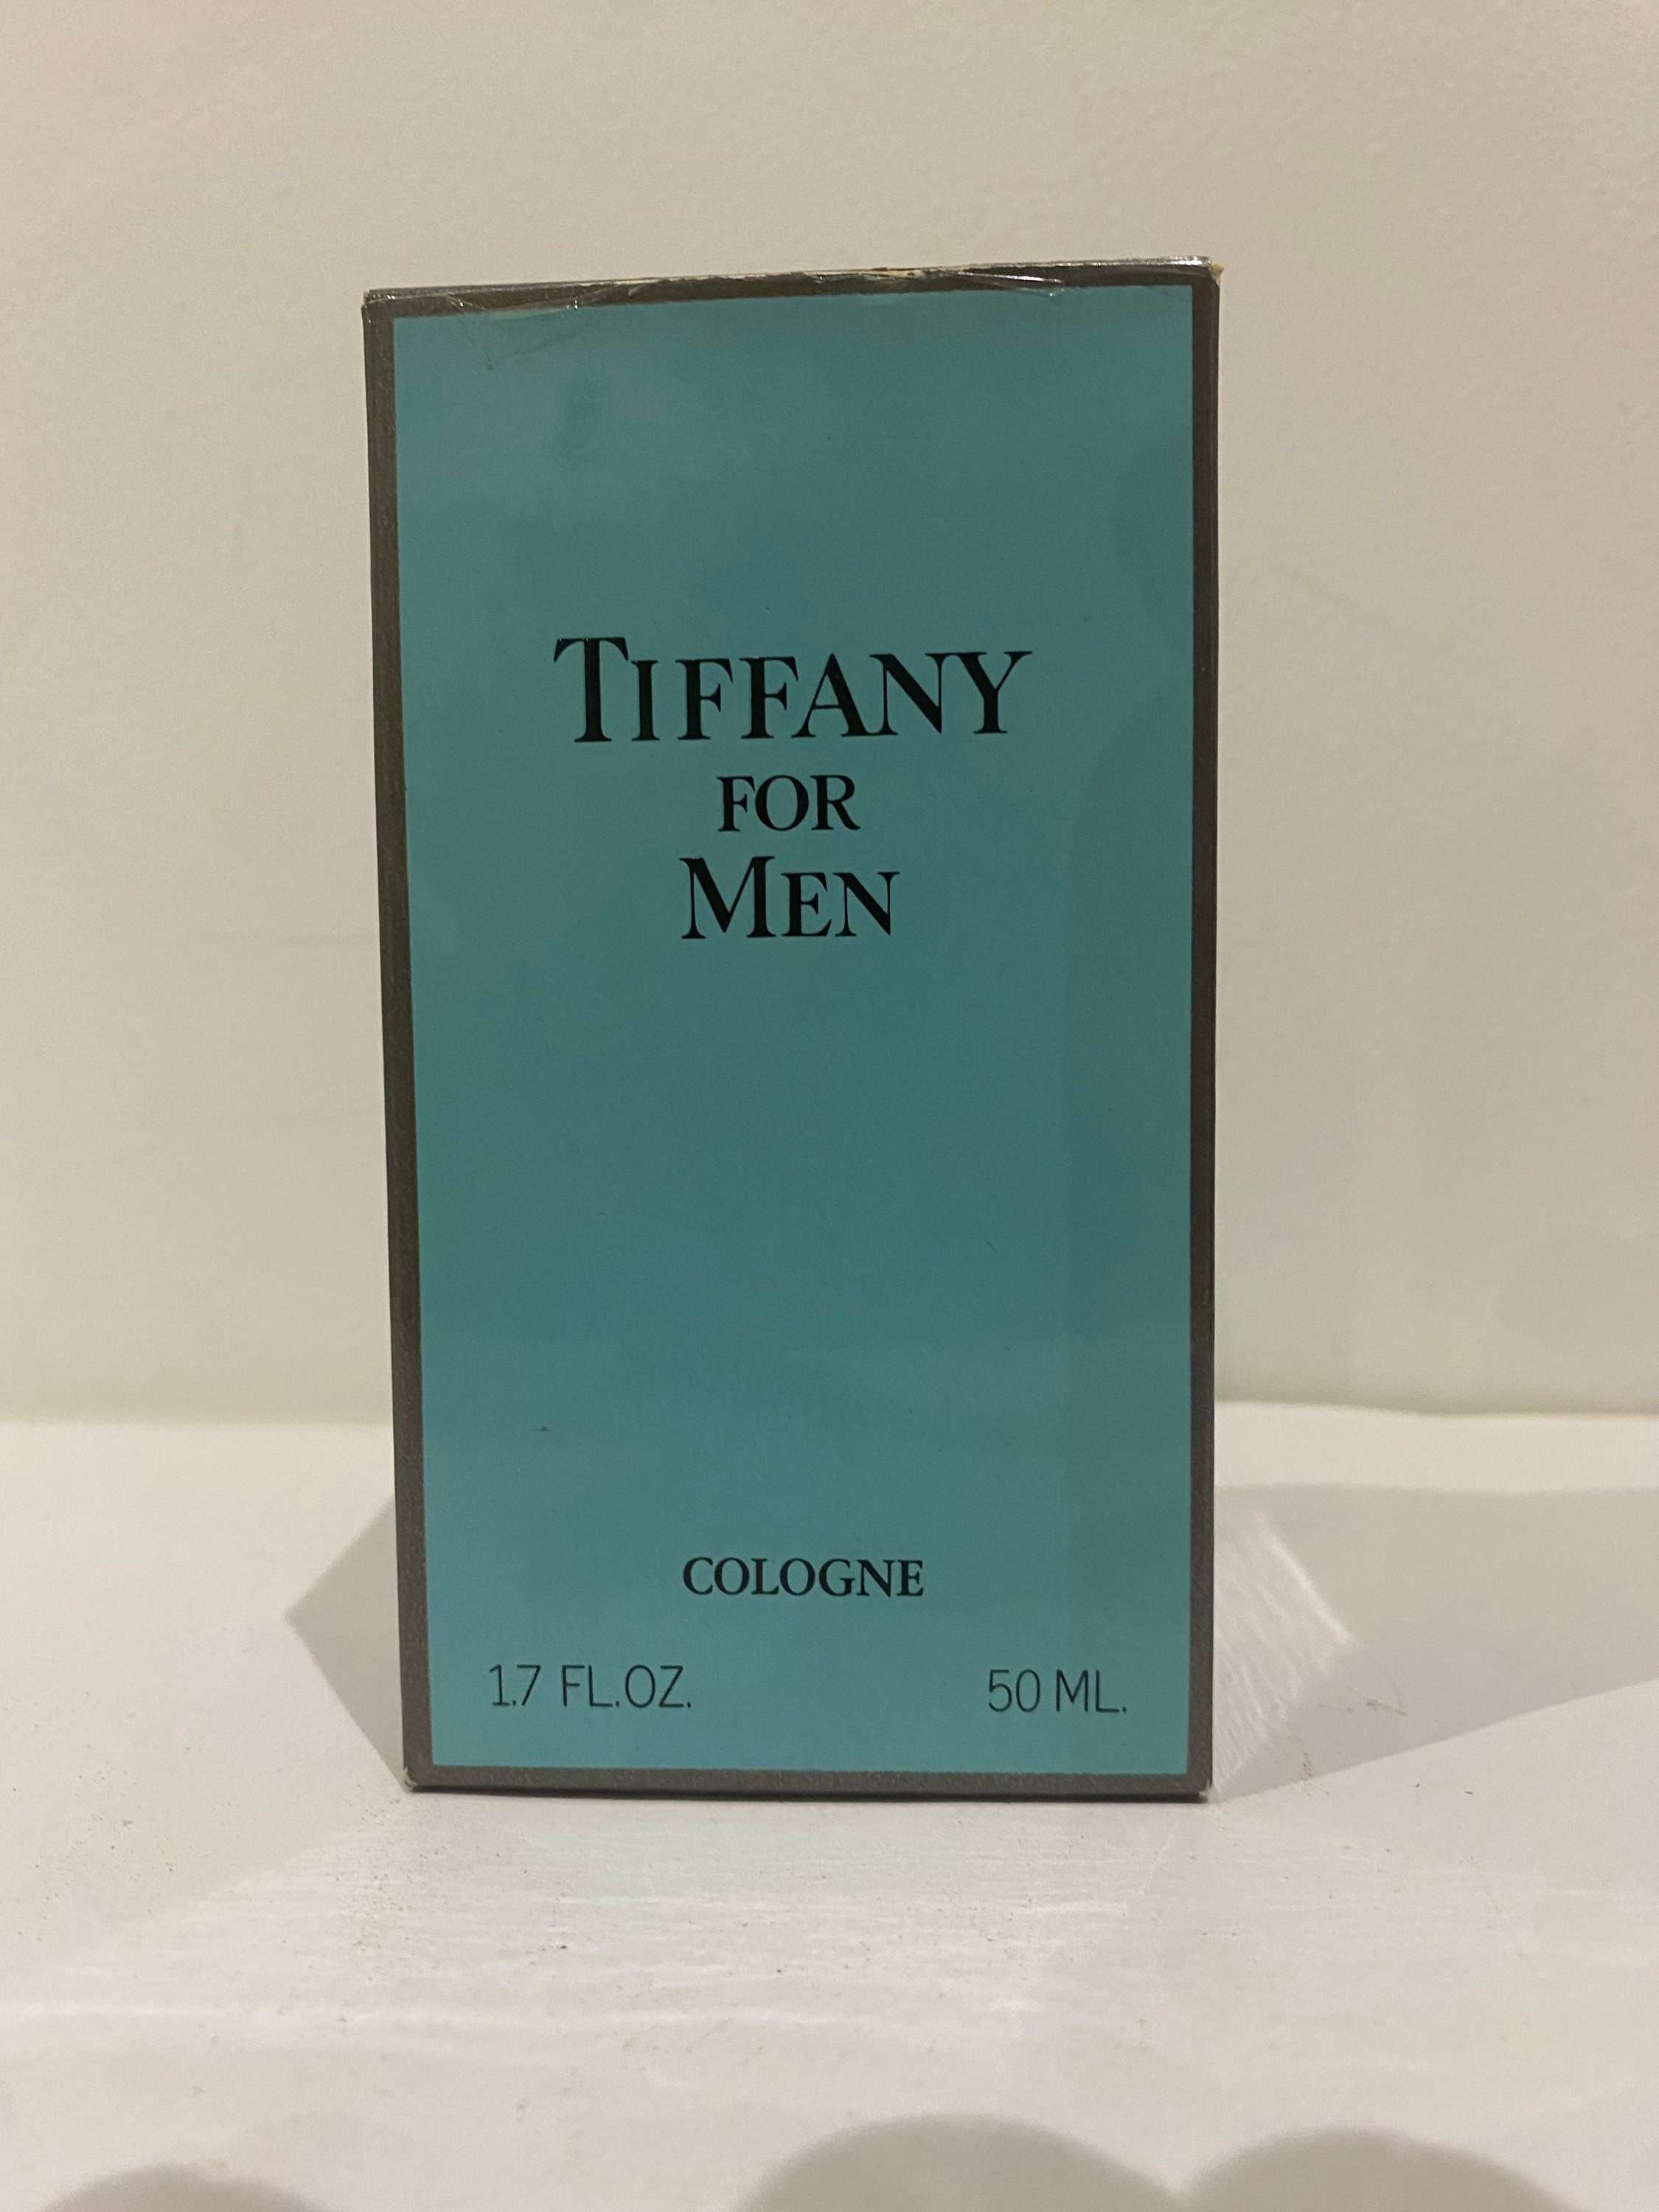 TIFFANY
FOR
MEN
COLOGNE
1.7 FL.OZ. 50 ML.